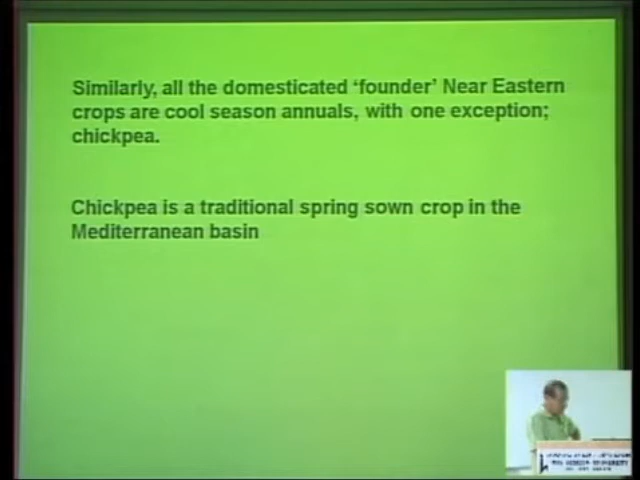 Similarly, all the domesticated ‘founder’ Near Eastern
crops are cool season annuals, with one exception;
chickpea.
Chickpea is a traditional spring sown crop in the
Mediterranean basin